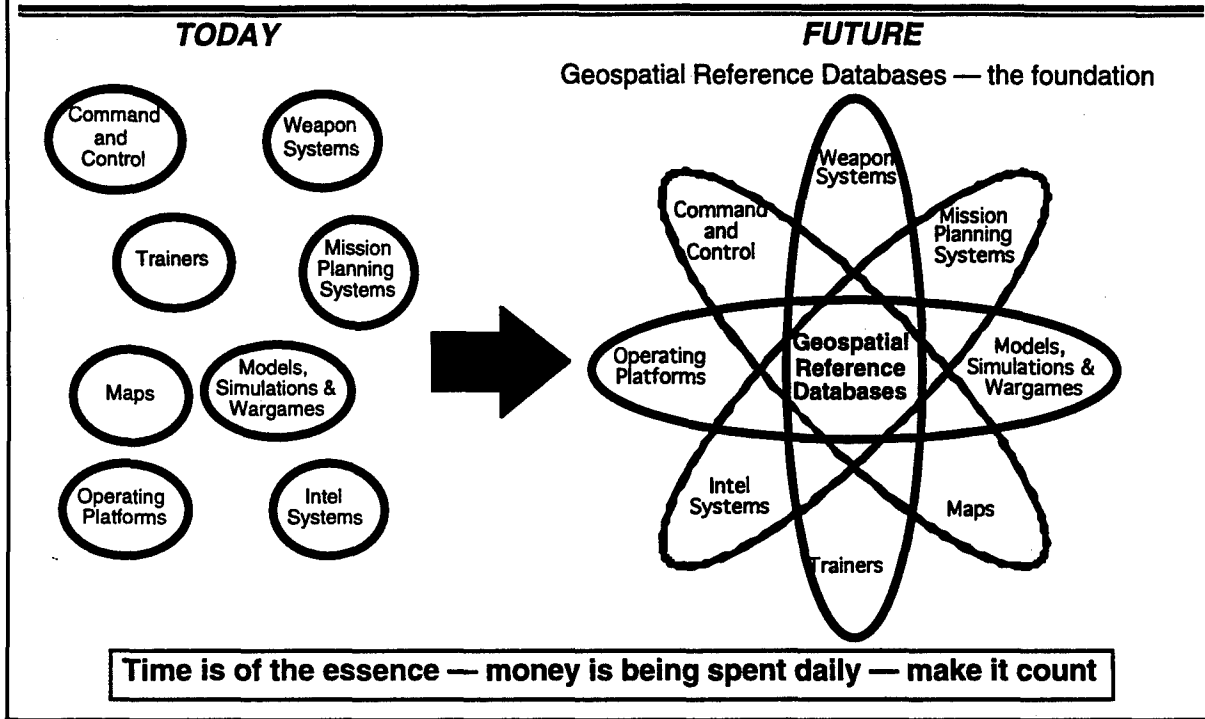 TODAY
Command
and
Control
Weapon
Systems
Trainers
Mission
Planning
Systems
Maps
Models,
Simulations &
Wargames
Operating
Platforms
Intel
Systems
FUTURE
Geospatial Reference Databases — the foundation
Weapon
Systems
Command
and
Control
Mission
Planning
Systems
Operating
Platforms
Geospatial
Reference
Databases
Models,
Simulations &
Wargames
Intel
Systems
Maps
Trainers
Time is of the essence — money is being spent daily — make it count